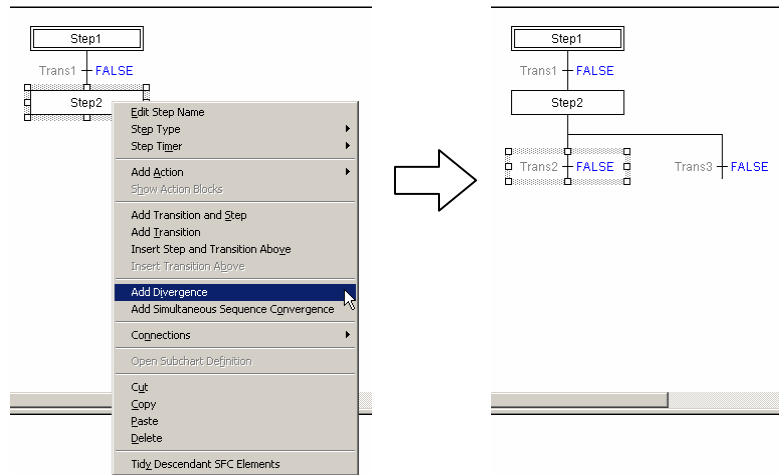 Step1
Trans1 FALSE
Step2
Edit Step Name
Step Type
Step Timer
Add Action
Show Action Blocks
Add Transition and Step
Add Transition
Insert Step and Transition Above
Insert Transition Above
Add Divergence
Add Simultaneous Sequence Convergence
Connections
Open Subchart Definition
Cut
Copy
Paste
Delete
Tidy Descendant SFC Elements
Step1
Trans1 FALSE
Step2
Trans2 FALSE Trans3 FALSE